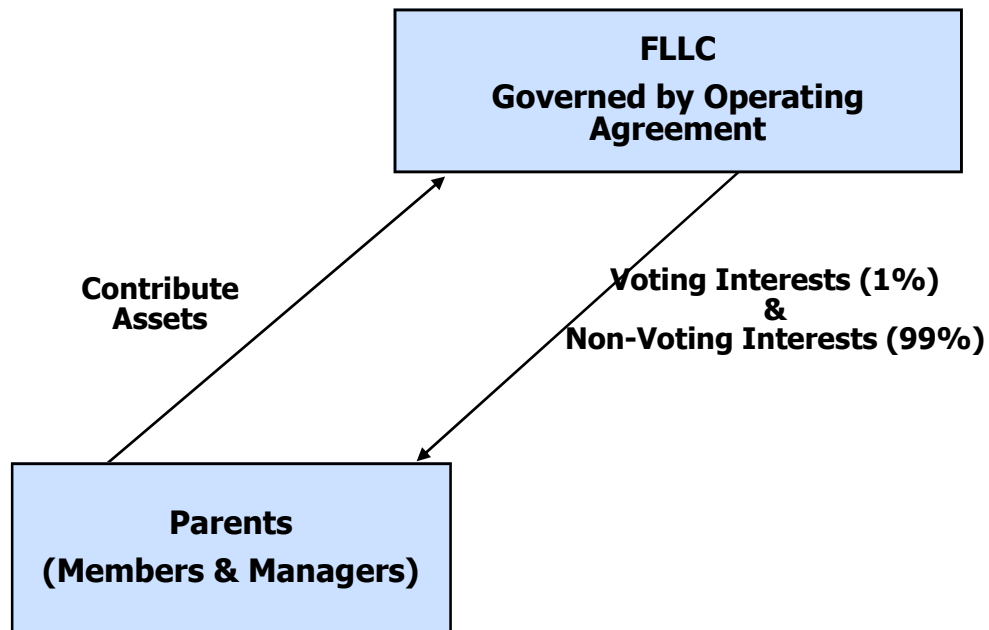 FLLC
Governed by Operating
Agreement
Contribute
Assets
Voting Interests (1%)
&
Non-Voting Interests (99%)
Parents
(Members & Managers)